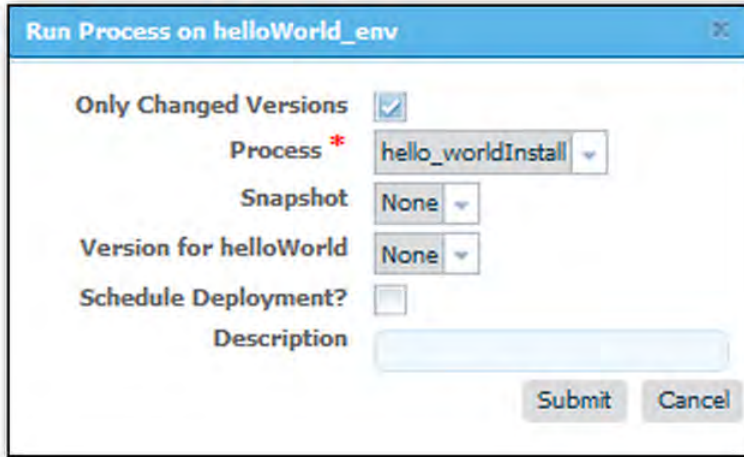 Run Process on helloWorld_env
Only Changed Versions
Process * hello_worldInstall
Snapshot None
Version for helloWorld None
Schedule Deployment?
Description
Submit Cancel